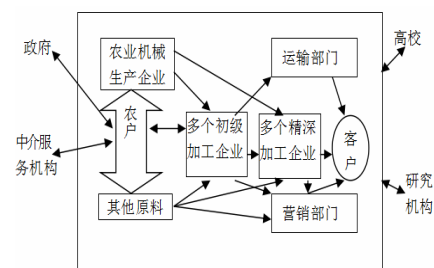 政府
中介服
务机构
农业机械
生产企业
农户
其他原料
多个初级
加工企业
多个精深
加工企业
运输部门
营销部门
客户
高校
研究
机构